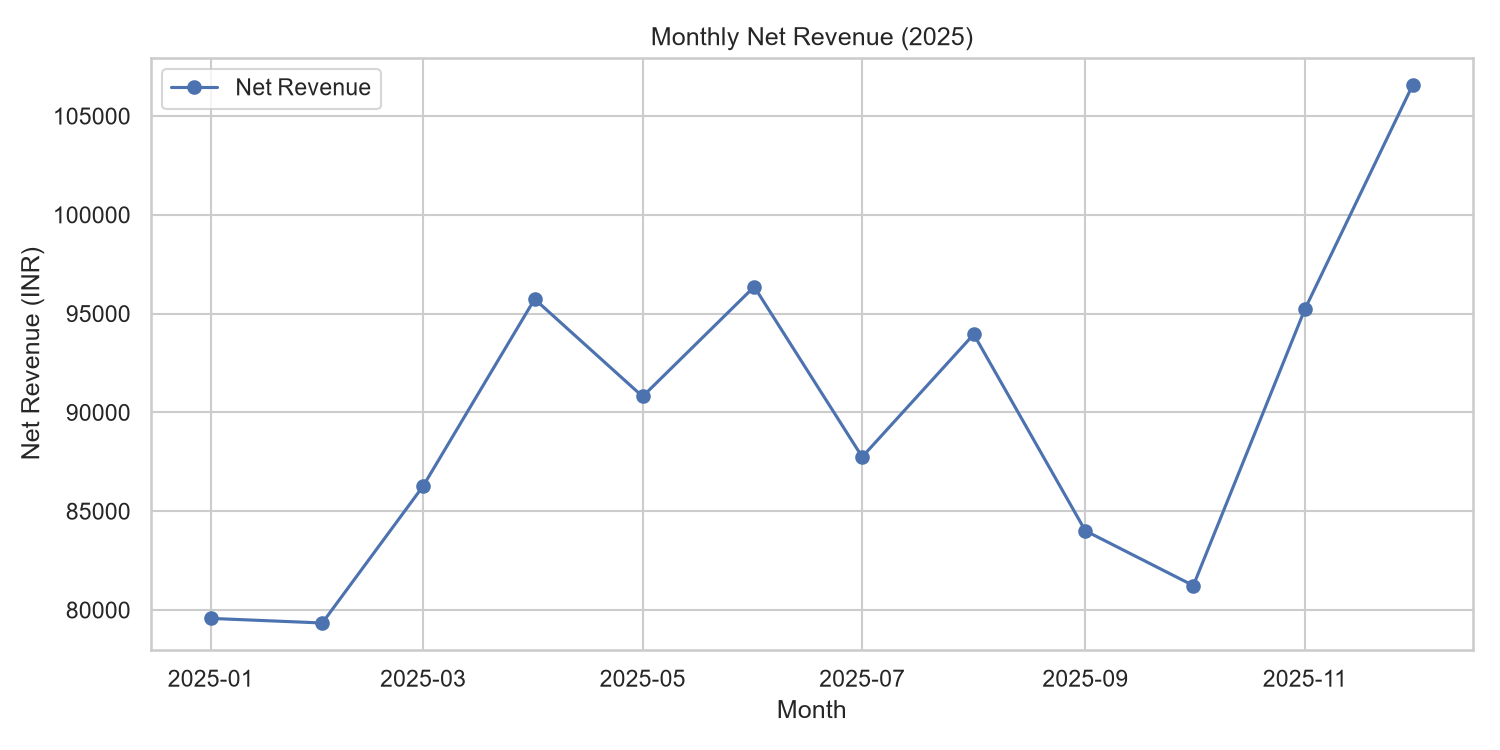 Monthly Net Revenue (2025)
Net Revenue
105000
100000
95000
90000
85000
80000
Net Revenue (INR)
2025-01 2025-03 2025-05 2025-07 2025-09 2025-11
Month